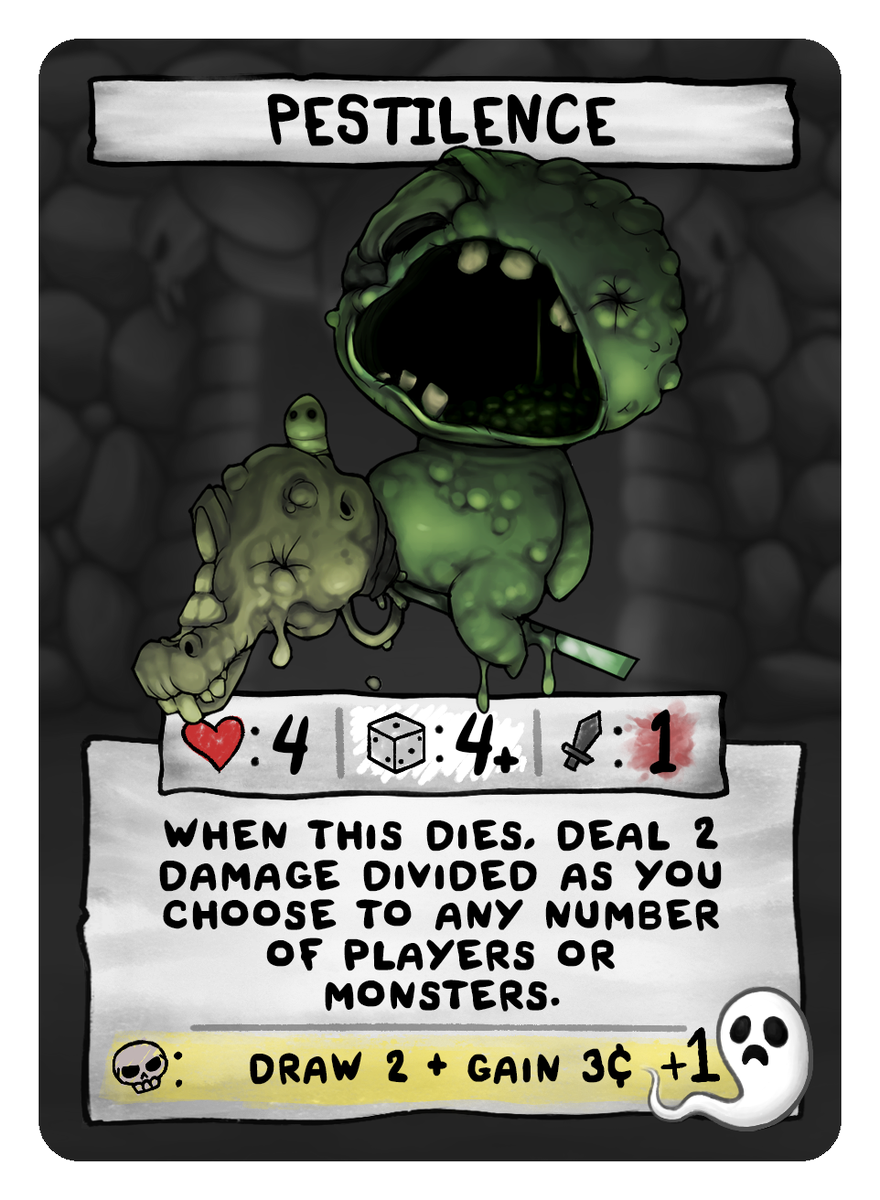 PESTILENCE
: 4 | : 4+ | : 1
WHEN THIS DIES, DEAL 2
DAMAGE DIVIDED AS YOU
CHOOSE TO ANY NUMBER
OF PLAYERS OR
MONSTERS.
: DRAW 2 + GAIN 3¢ +1